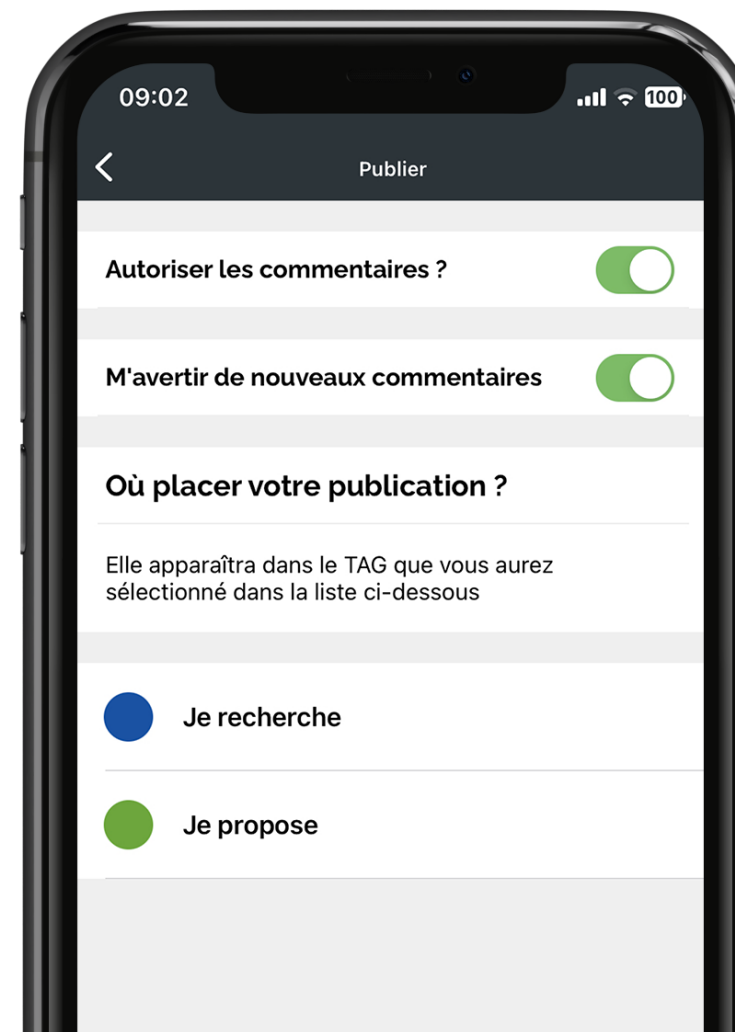 09:02
100
Publier
Autoriser les commentaires ?
M'avertir de nouveaux commentaires
Où placer votre publication ?
Elle apparaîtra dans le TAG que vous aurez
sélectionné dans la liste ci-dessous
Je recherche
Je propose